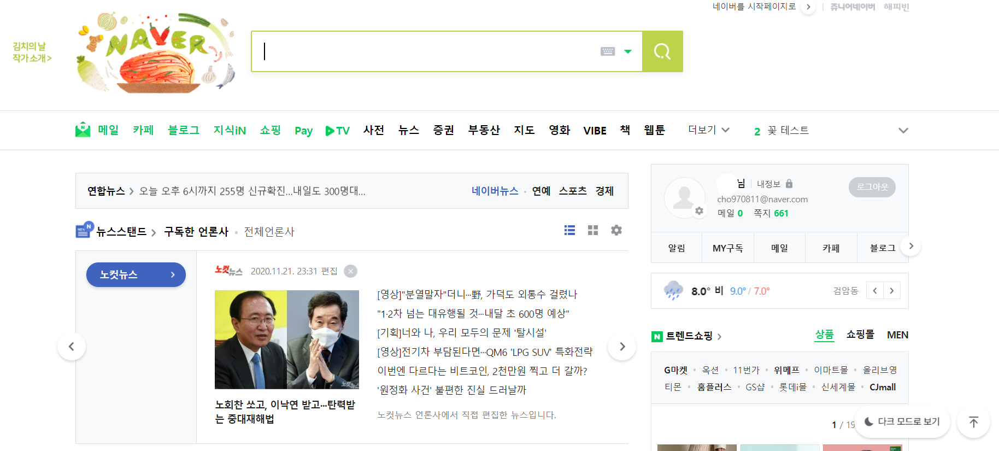 네이버를 시작페이지로 쥬니어네이버 해피빈
김치의 날
작가 소개 >
NAVER
메일 카페 블로그 지식iN 쇼핑 Pay TV 사전 뉴스 증권 부동산 지도 영화 VIBE 책 웹툰 더보기 2 꽃 테스트
연합뉴스 오늘 오후 6시까지 255명 신규확진...내일도 300명대... 네이버뉴스 연예 스포츠 경제
뉴스스탠드 구독한 언론사 전체언론사
노컷뉴스
노컷뉴스 2020.11.21. 23:31 편집
[영상]"분열말자"더니…野, 가덕도 외통수 걸렸나
"1·2차 넘는 대유행될 것…내달 초 600명 예상"
[기획]너와 나, 우리 모두의 문제 '탈시설'
[영상]전기차 부담된다면…QM6 'LPG SUV' 특화전략
이번엔 다르다는 비트코인, 2천만원 찍고 더 갈까?
'원정화 사건' 불편한 진실 드러날까
노컷뉴스 언론사에서 직접 편집한 뉴스입니다.
노컷뉴스
노회찬 쏘고, 이낙연 받고…탄력받
는 중대재해법
님 내정보 로그아웃
cho970811@naver.com
메일 0 쪽지 661
알림 MY구독 메일 카페 블로그
8.0° 비 9.0° / 7.0° 검암동
N 트렌드쇼핑 상품 쇼핑몰 MEN
G마켓 옥션 11번가 위메프 이마트몰 올리브영
티몬 홈플러스 GS샵 롯데i몰 신세계몰 CJmall
1 / 19
다크 모드로 보기